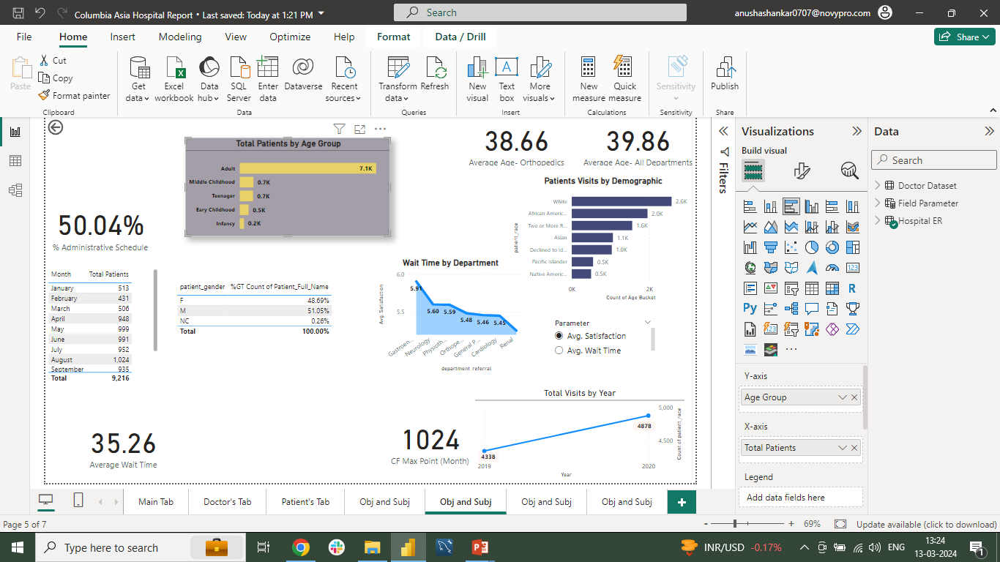 Columbia Asia Hospital Report • Last saved: Today at 1:21 PM
Search
anushashankar0707@novypro.com
File
Home
Insert
Modeling
View
Optimize
Help
Format
Data / Drill
Share
Paste
Cut
Copy
Format painter
Get data
Excel workbook
Data hub
SQL Server
Enter data
Dataverse
Recent sources
Transform data
Refresh
New visual
Text box
More visuals
New measure
Quick measure
Sensitivity
Publish
Clipboard
Data
Queries
Insert
Calculations
Sensitivity
Share
Total Patients by Age Group
Adult 7.1K
Middle Childhood 0.7K
Teenager 0.7K
Eary Childhood 0.5K
Infancy 0.2K
38.66
Average Age- Orthopedics
39.86
Average Age- All Departments
Patients Visits by Demographic
patient_race
White 2.6K
African Americ... 2.0K
Two or More R... 1.6K
Asian 1.1K
Declined to Id... 1.0K
Pacific Islander 0.5K
Native Americ... 0.5K
0K 2K
Count of Age Bucket
50.04%
% Administrative Schedule
Month Total Patients
January 513
February 431
March 506
April 948
May 999
June 991
July 952
August 1,024
September 935
Total 9,216
patient_gender %GT Count of Patient_Full_Name
F 48.69%
M 51.05%
NC 0.26%
Total 100.00%
Wait Time by Department
Avg. Satisfaction
6.0
5.5
5.91
5.60
5.59
5.48
5.46
5.45
Gastroen...
Neurology
Physioth...
Orthope...
General P...
Cardiology
Renal
department_referral
Parameter
Avg. Satisfaction
Avg. Wait Time
35.26
Average Wait Time
1024
CF Max Point (Month)
Total Visits by Year
5,000
4,500
4338
4878
2019
2020
Year
Count of patient_race
Filters
Visualizations
Build visual
Y-axis
Age Group
X-axis
Total Patients
Legend
Add data fields here
Data
Search
Doctor Dataset
Field Parameter
Hospital ER
Main Tab
Doctor's Tab
Patient's Tab
Obj and Subj
Obj and Subj
Obj and Subj
Obj and Subj
Page 5 of 7
69%
Update available (click to download)
Type here to search
INR/USD -0.17%
ENG
13:24
13-03-2024
1